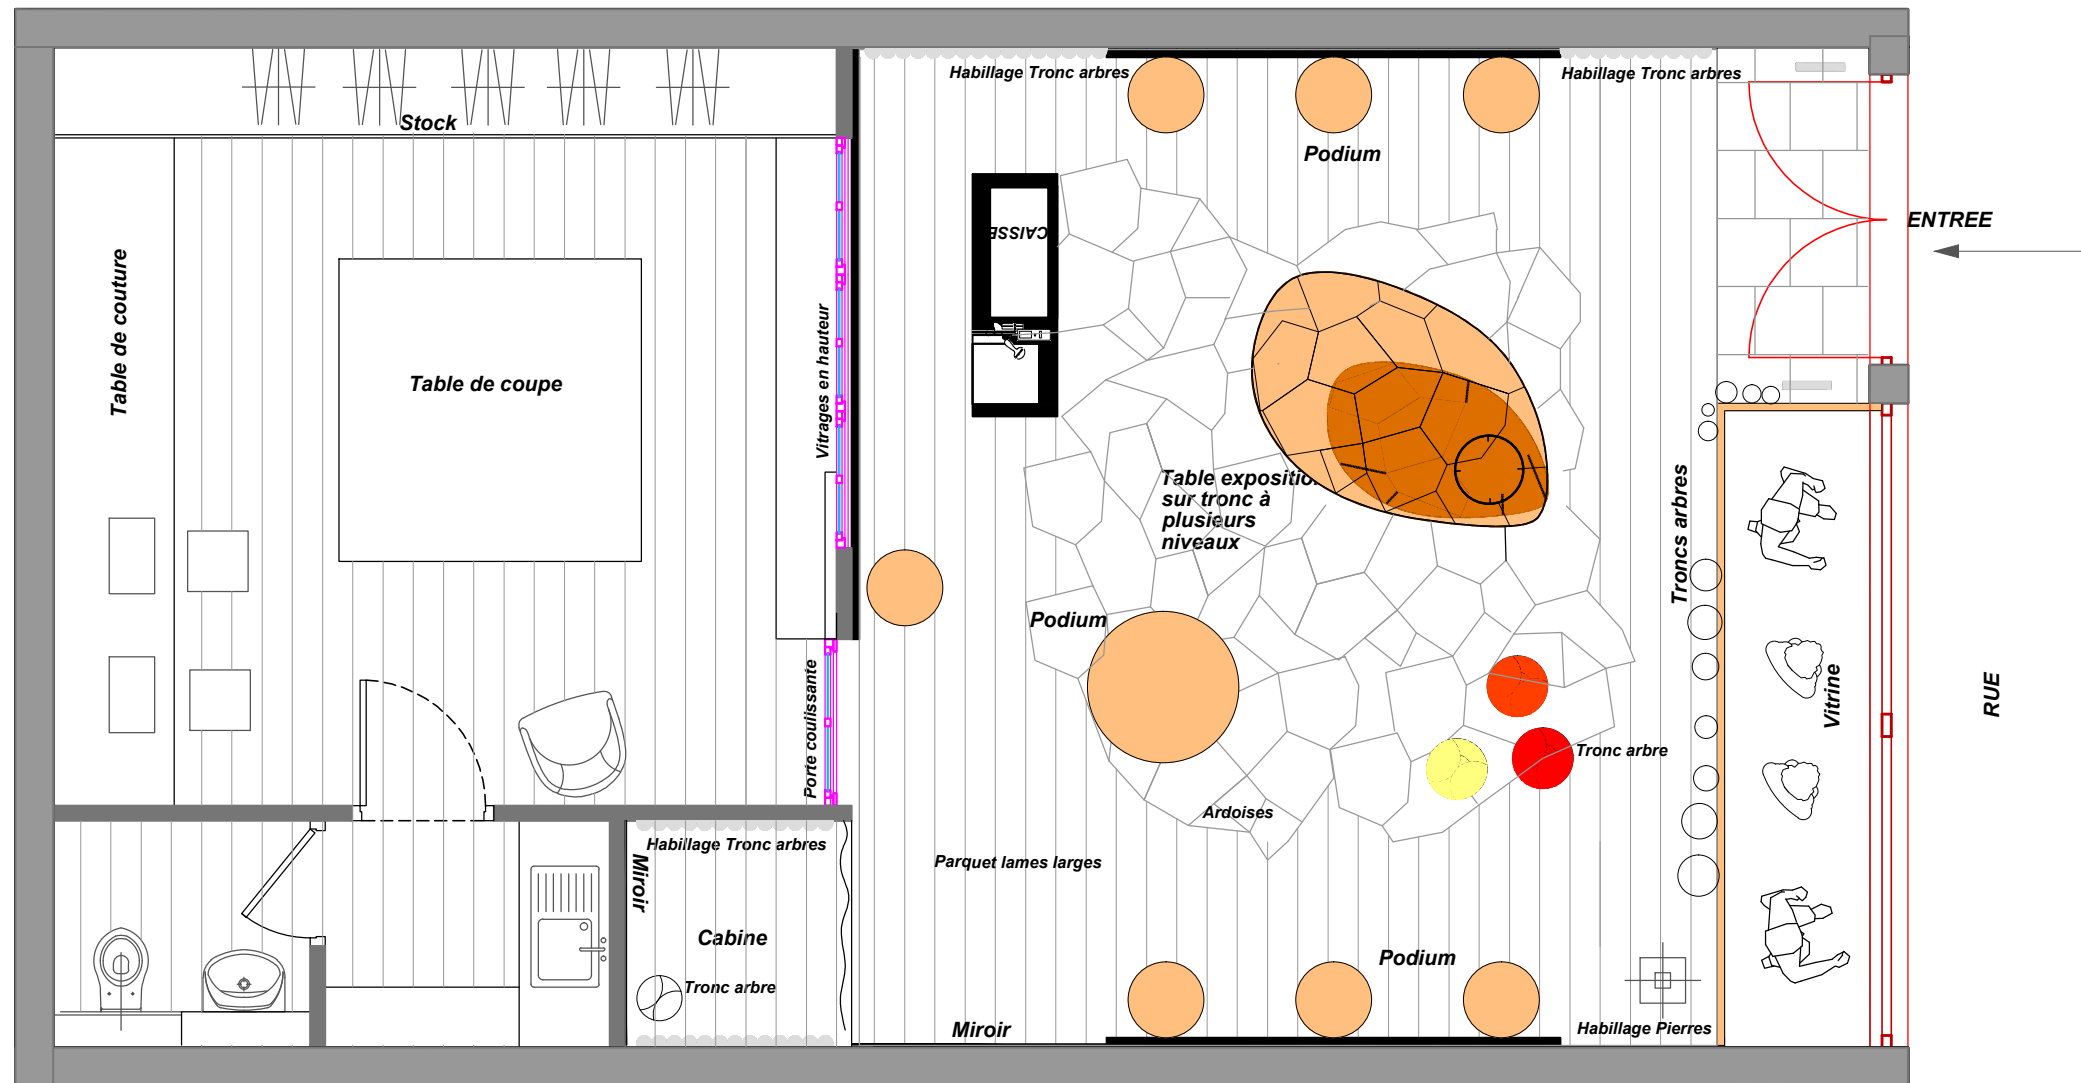 Habillage Tronc arbres
Habillage Tronc arbres
Stock
Podium
ENTREE
CAISSE
Table de couture
Table de coupe
Vitrages en hauteur
Table exposition
sur tronc à
plusieurs
niveaux
Troncs arbres
Podium
Porte coulissante
Vitrine
RUE
Tronc arbre
Ardoises
Habillage Tronc arbres
Miroir
Parquet lames larges
Cabine
Podium
Tronc arbre
Miroir
Habillage Pierres